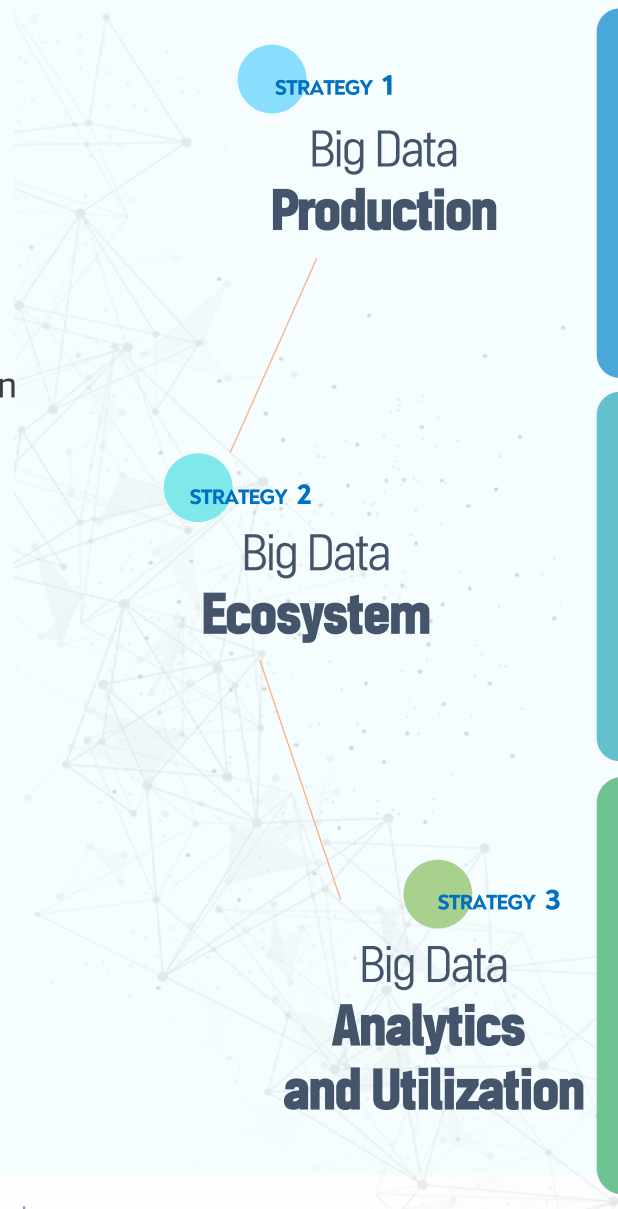 STRATEGY 1
Big Data
Production
n
STRATEGY 2
Big Data
Ecosystem
STRATEGY 3
Big Data
Analytics
and Utilization